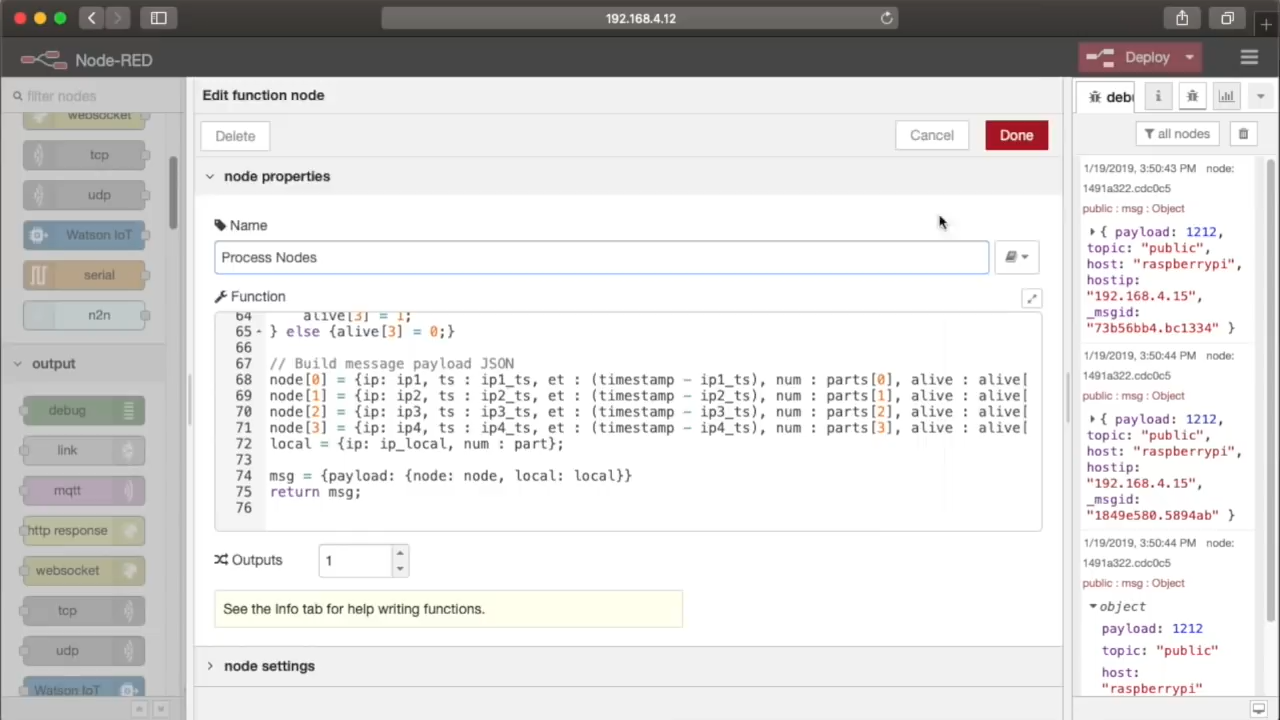 192.168.4.12
Node-RED
Deploy
filter nodes
websocket
tcp
udp
Watson IoT
serial
n2n
output
debug
link
mqtt
http response
websocket
tcp
udp
Watson IoT
Edit function node
Delete
Cancel
Done
node properties
Name
Process Nodes
Function
64 alive[3] = 1;
65 } else {alive[3] = 0;}
66
67 // Build message payload JSON
68 node[0] = {ip: ip1, ts : ip1_ts, et : (timestamp - ip1_ts), num : parts[0], alive : alive[
69 node[1] = {ip: ip2, ts : ip2_ts, et : (timestamp - ip2_ts), num : parts[1], alive : alive[
70 node[2] = {ip: ip3, ts : ip3_ts, et : (timestamp - ip3_ts), num : parts[2], alive : alive[
71 node[3] = {ip: ip4, ts : ip4_ts, et : (timestamp - ip4_ts), num : parts[3], alive : alive[
72 local = {ip: ip_local, num : part};
73
74 msg = {payload: {node: node, local: local}}
75 return msg;
76
Outputs
1
See the Info tab for help writing functions.
node settings
deb
i
all nodes
1/19/2019, 3:50:43 PM node:
1491a322.cdc0c5
public : msg : Object
{ payload: 1212,
topic: "public",
host: "raspberrypi",
hostip:
"192.168.4.15",
_msgid:
"73b56bb4.bc1334" }
1/19/2019, 3:50:44 PM node:
1491a322.cdc0c5
public : msg : Object
{ payload: 1212,
topic: "public",
host: "raspberrypi",
hostip:
"192.168.4.15",
_msgid:
"1849e580.5894ab" }
1/19/2019, 3:50:44 PM node:
1491a322.cdc0c5
public : msg : Object
object
payload: 1212
topic: "public"
host:
"raspberrypi"